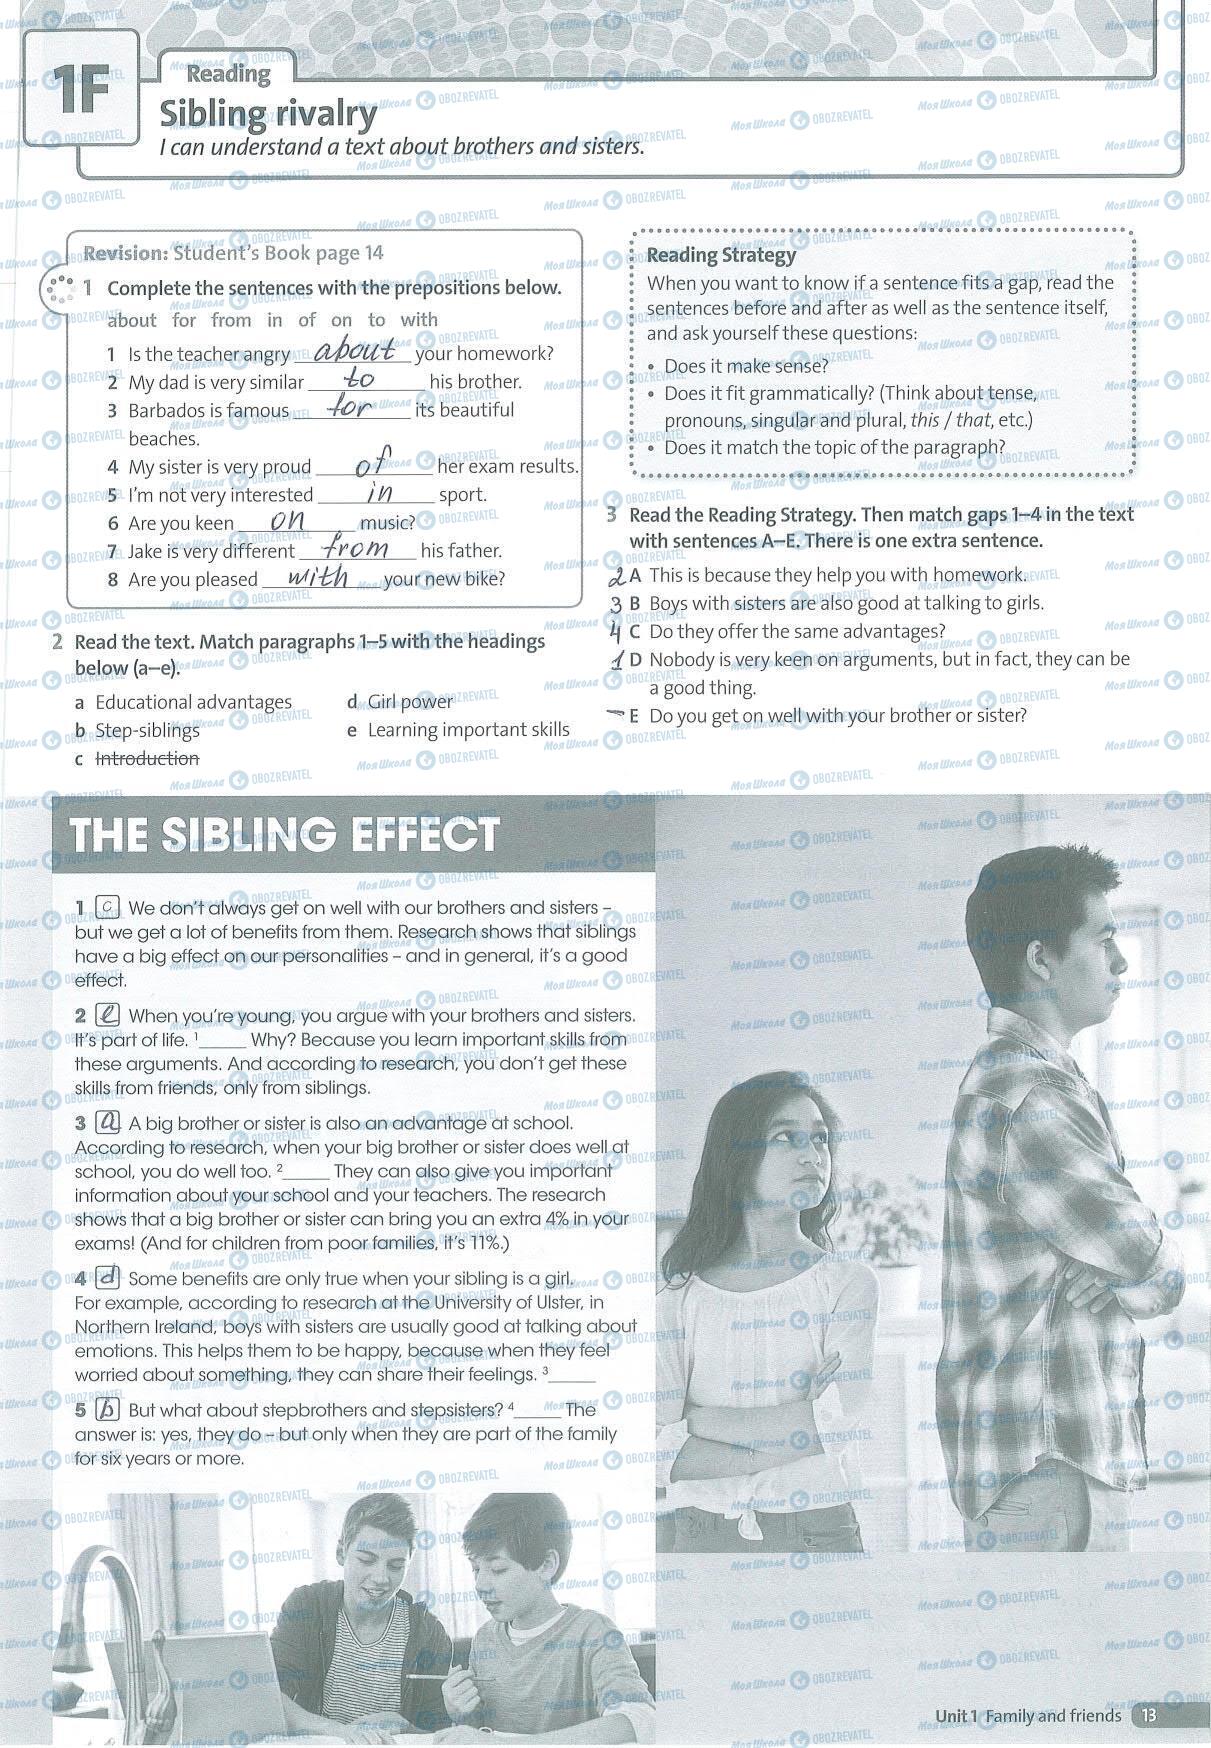 1F
Reading
Sibling rivalry
I can understand a text about brothers and sisters.
Revision: Student's Book page 14
1 Complete the sentences with the prepositions below.
about for from in of on to with
1 Is the teacher angry about your homework?
2 My dad is very similar to his brother.
3 Barbados is famous for its beautiful
beaches.
4 My sister is very proud of her exam results.
5 I'm not very interested in sport.
6 Are you keen on music?
7 Jake is very different from his father.
8 Are you pleased with your new bike?
2 Read the text. Match paragraphs 1–5 with the headings
below (a–e).
a Educational advantages
b Step-siblings
c Introduction
d Girl power
e Learning important skills
Reading Strategy
When you want to know if a sentence fits a gap, read the
sentences before and after as well as the sentence itself,
and ask yourself these questions:
• Does it make sense?
• Does it fit grammatically? (Think about tense,
pronouns, singular and plural, this / that, etc.)
• Does it match the topic of the paragraph?
3 Read the Reading Strategy. Then match gaps 1–4 in the text
with sentences A–E. There is one extra sentence.
2 A This is because they help you with homework.
3 B Boys with sisters are also good at talking to girls.
4 C Do they offer the same advantages?
1 D Nobody is very keen on arguments, but in fact, they can be
a good thing.
– E Do you get on well with your brother or sister?
THE SIBLING EFFECT
1 c We don't always get on well with our brothers and sisters –
but we get a lot of benefits from them. Research shows that siblings
have a big effect on our personalities – and in general, it's a good
effect.
2 e When you're young, you argue with your brothers and sisters.
It's part of life. 1_____ Why? Because you learn important skills from
these arguments. And according to research, you don't get these
skills from friends, only from siblings.
3 a A big brother or sister is also an advantage at school.
According to research, when your big brother or sister does well at
school, you do well too. 2_____ They can also give you important
information about your school and your teachers. The research
shows that a big brother or sister can bring you an extra 4% in your
exams! (And for children from poor families, it's 11%.)
4 d Some benefits are only true when your sibling is a girl.
For example, according to research at the University of Ulster, in
Northern Ireland, boys with sisters are usually good at talking about
emotions. This helps them to be happy, because when they feel
worried about something, they can share their feelings. 3_____
5 b But what about stepbrothers and stepsisters? 4_____ The
answer is: yes, they do – but only when they are part of the family
for six years or more.
Unit 1 Family and friends 13
Моя Школа OBOZREVATEL